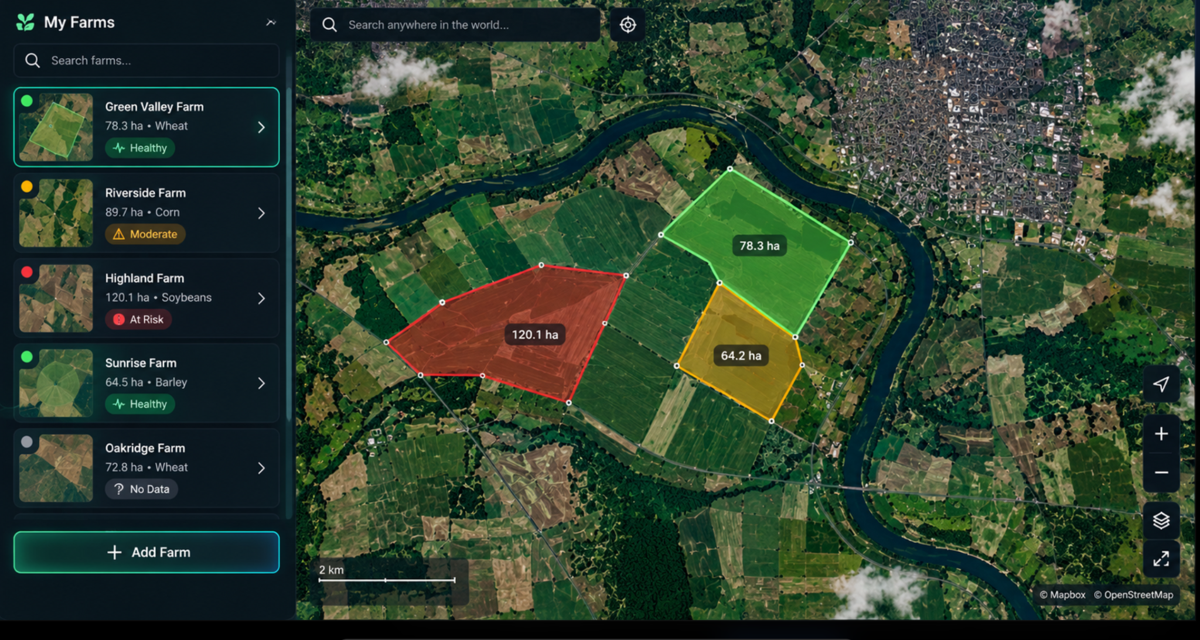 My Farms
Search farms...
Green Valley Farm
78.3 ha • Wheat
Healthy
Riverside Farm
89.7 ha • Corn
Moderate
Highland Farm
120.1 ha • Soybeans
At Risk
Sunrise Farm
64.5 ha • Barley
Healthy
Oakridge Farm
72.8 ha • Wheat
? No Data
+ Add Farm
Search anywhere in the world...
78.3 ha
120.1 ha
64.2 ha
2 km
© Mapbox © OpenStreetMap